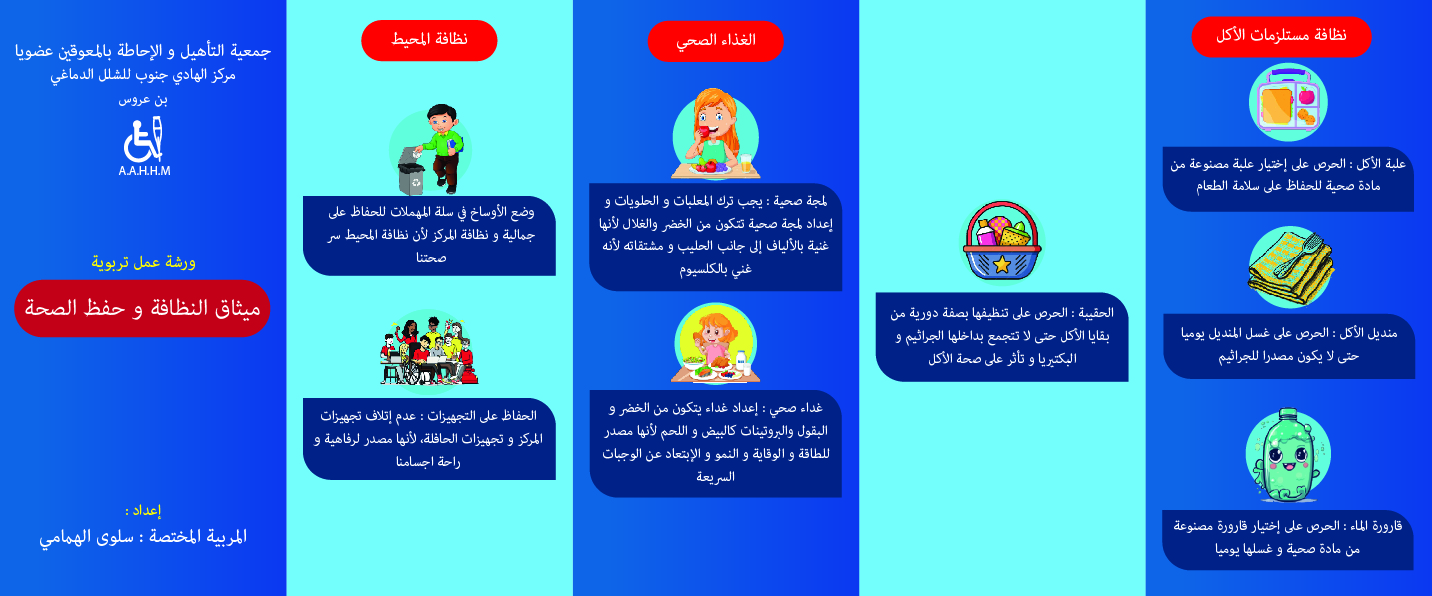 نظافة مستلزمات الأكل
علبة الأكل : الحرص على إختيار علبة مصنوعة من
مادة صحية للحفاظ على سلامة الطعام
منديل الأكل : الحرص على غسل المنديل يوميا
حتى لا يكون مصدرا للجراثيم
قارورة الماء : الحرص على إختيار قارورة مصنوعة
من مادة صحية و غسلها يوميا
الحقيبة : الحرص على تنظيفها بصفة دورية من
بقايا الأكل حتى لا تتجمع بداخلها الجراثيم و
البكتيريا و تأثر على صحة الأكل
الغذاء الصحي
لمجة صحية : يجب ترك المعلبات و الحلويات و
إعداد لمجة صحية تتكون من الخضر والغلال لأنها
غنية بالألياف إلى جانب الحليب و مشتقاته لأنه
غني بالكلسيوم
غداء صحي : إعداد غداء يتكون من الخضر و
البقول والبروتينات كالبيض و اللحم لأنها مصدر
للطاقة و الوقاية و النمو و الإبتعاد عن الوجبات
السريعة
نظافة المحيط
وضع الأوساخ في سلة المهملات للحفاظ على
جمالية و نظافة المركز لأن نظافة المحيط سر
صحتنا
الحفاظ على التجهيزات : عدم إتلاف تجهيزات
المركز و تجهيزات الحافلة، لأنها مصدر لرفاهية و
راحة اجسامنا
جمعية التأهيل و الإحاطة بالمعوقين عضويا
مركز الهادي جنوب للشلل الدماغي
بن عروس
A.A.H.H.M
ورشة عمل تربوية
ميثاق النظافة و حفظ الصحة
إعداد :
المربية المختصة : سلوى الهمامي